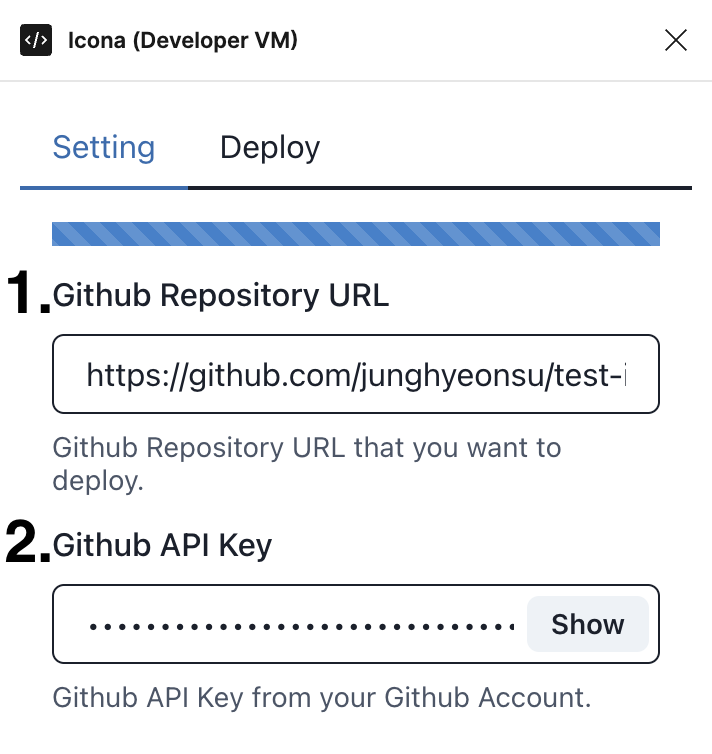 </> Icona (Developer VM)
Setting Deploy
1. Github Repository URL
https://github.com/junghyeonsu/test-
Github Repository URL that you want to
deploy.
2. Github API Key
•••••••••••••••••••••••••••••• Show
Github API Key from your Github Account.